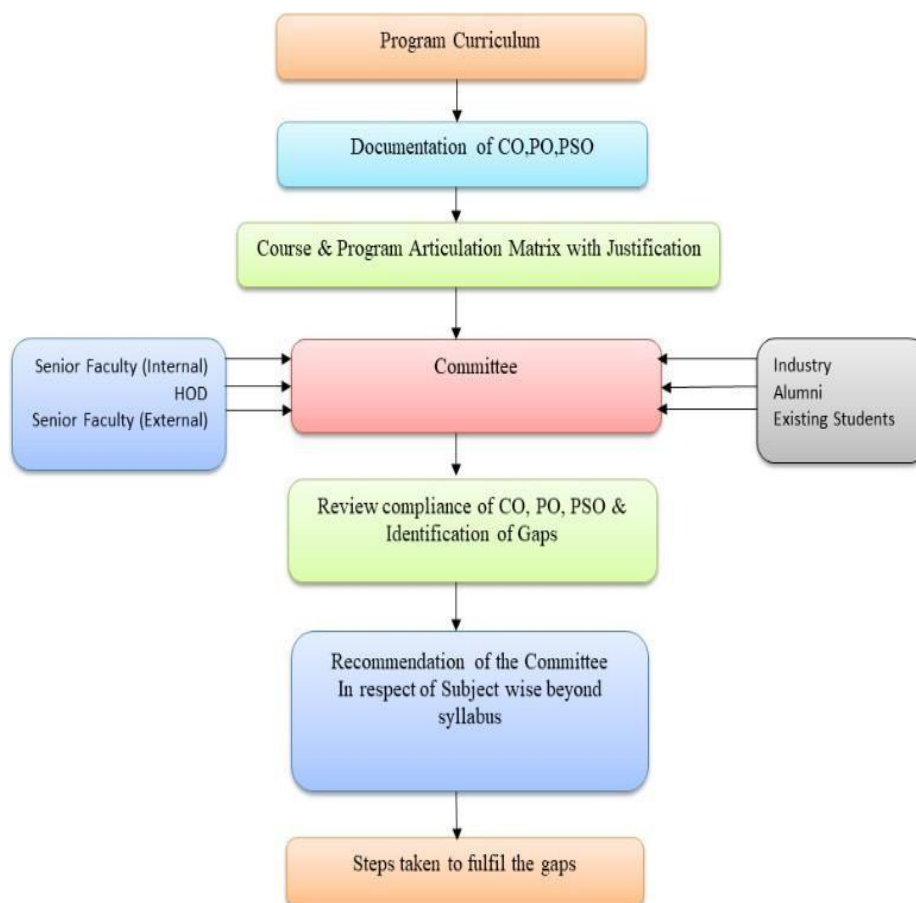 Program Curriculum
Documentation of CO,PO,PSO
Course & Program Articulation Matrix with Justification
Senior Faculty (Internal)
HOD
Senior Faculty (External)
Committee
Industry
Alumni
Existing Students
Review compliance of CO, PO, PSO &
Identification of Gaps
Recommendation of the Committee
In respect of Subject wise beyond
syllabus
Steps taken to fulfil the gaps